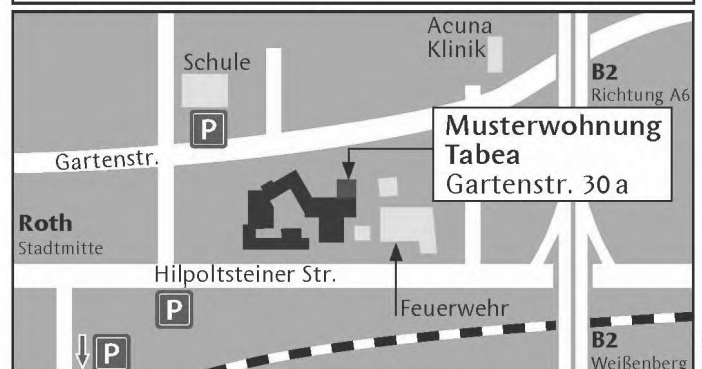 Acuna
Klinik
Schule
B2
Richtung A6
P
Musterwohnung
Tabea
Gartenstr. 30 a
Gartenstr.
Roth
Stadtmitte
Hilpoltsteiner Str.
P
Feuerwehr
P
B2
Weißenberg